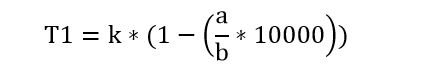 T1 = k * (1 − (a/b * 10000))